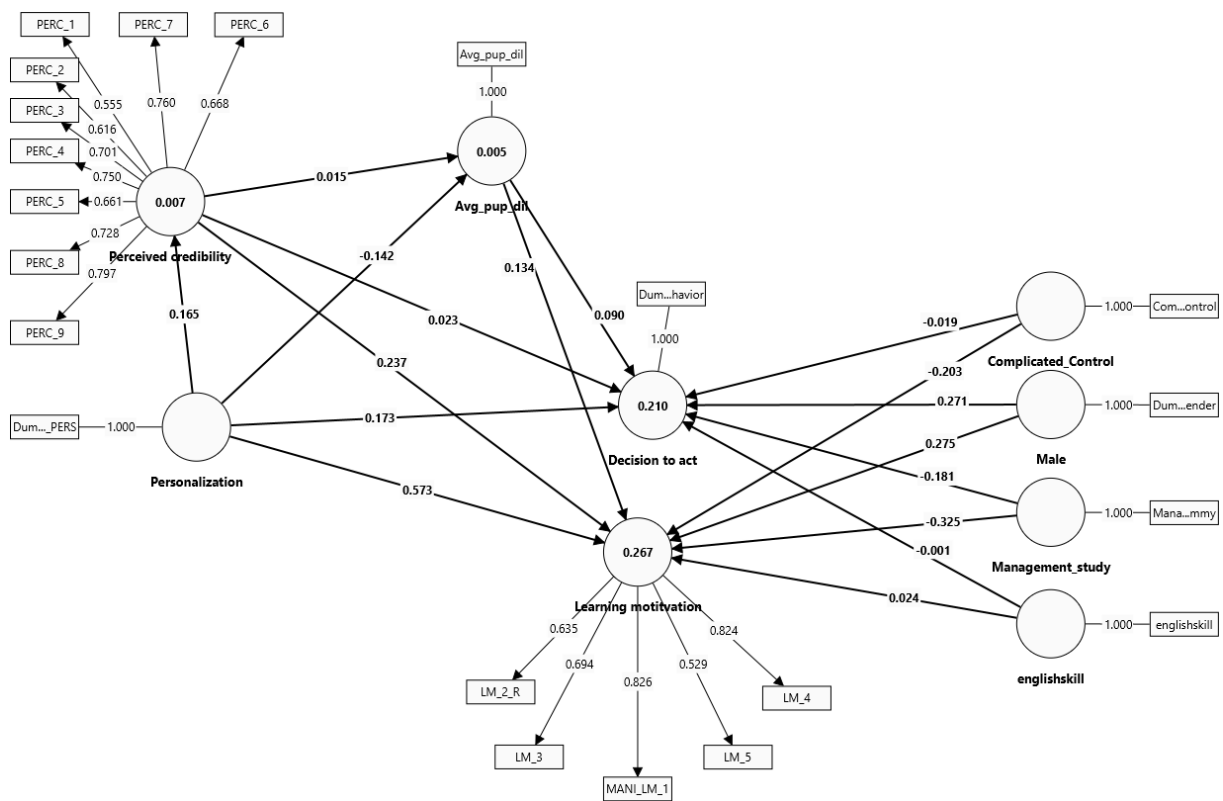 PERC_1
PERC_7
PERC_6
PERC_2
PERC_3
PERC_4
PERC_5
PERC_8
PERC_9
0.555
0.760
0.668
0.616
0.701
0.750
0.661
0.728
0.797
0.007
Perceived credibility
Avg_pup_dil
1.000
0.005
Avg_pup_dil
0.015
-0.142
0.134
0.090
0.165
0.023
0.237
Dum..._PERS
1.000
Personalization
0.173
0.573
Dum...havior
1.000
0.210
Decision to act
0.267
Learning motitvation
0.635
0.694
0.826
0.529
0.824
LM_2_R
LM_3
MANI_LM_1
LM_5
LM_4
-0.019
-0.203
0.271
0.275
-0.181
-0.325
-0.001
0.024
1.000
Com...ontrol
Complicated_Control
1.000
Dum...ender
Male
1.000
Mana...mmy
Management_study
1.000
englishskill
englishskill